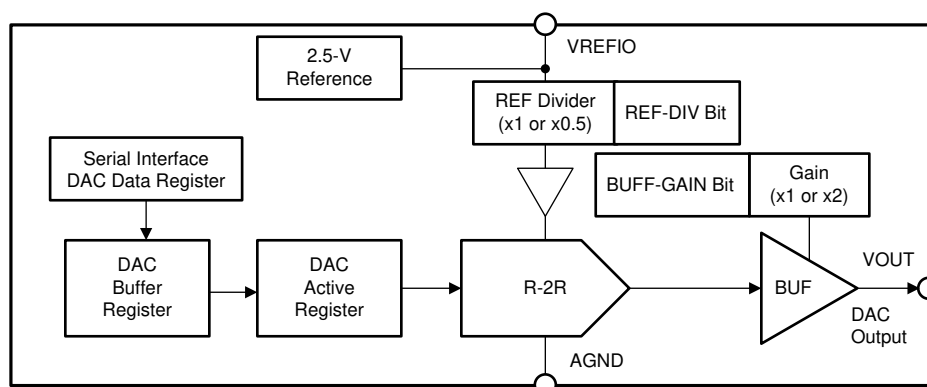 VREFIO
2.5-V
Reference
REF Divider
(x1 or x0.5)
REF-DIV Bit
Serial Interface
DAC Data Register
BUFF-GAIN Bit
Gain
(x1 or x2)
DAC
Buffer
Register
DAC
Active
Register
R-2R
BUF
VOUT
DAC
Output
AGND